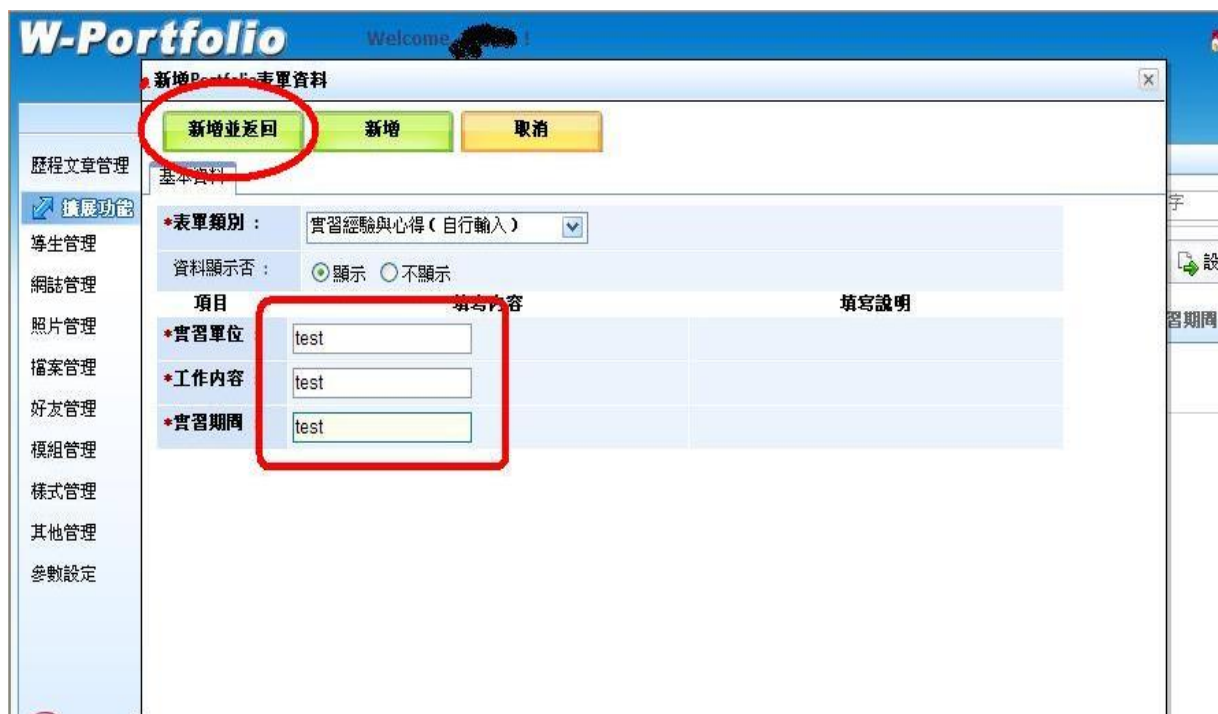 W-Portfolio
Welcome !
新增Portfolio表單資料
新增並返回 新增 取消
基本資料
歷程文章管理
擴展功能
導生管理
網誌管理
照片管理
檔案管理
好友管理
模組管理
樣式管理
其他管理
參數設定
*表單類別：
實習經驗與心得(自行輸入)
資料顯示否：
顯示 不顯示
項目 填寫內容 填寫說明
*實習單位 test
*工作內容： test
*實習期間 test
字
設
習期間